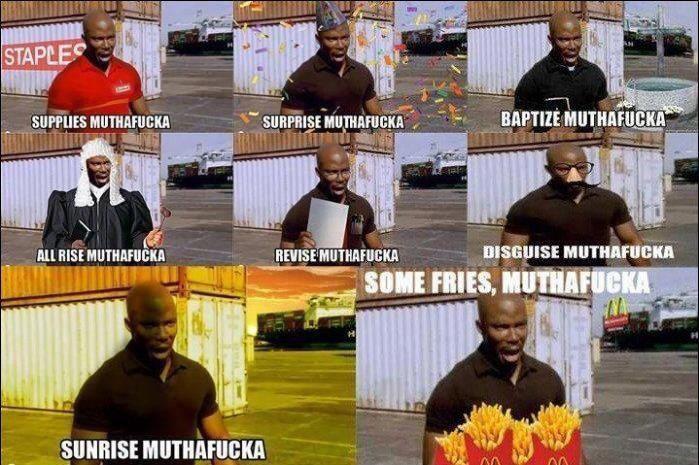 STAPLES
SUPPLIES MUTHAFUCKA
SURPRISE MUTHAFUCKA
BAPTIZE MUTHAFUCKA
ALL RISE MUTHAFUCKA
REVISE MUTHAFUCKA
DISGUISE MUTHAFUCKA
SUNRISE MUTHAFUCKA
SOME FRIES, MUTHAFUCKA